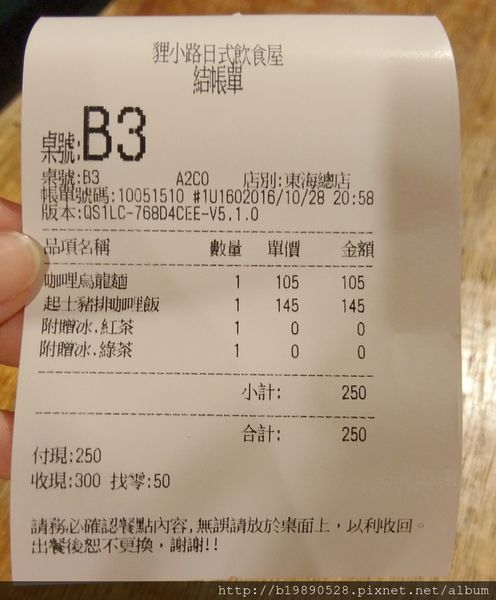 狸小路日式飲食屋
結帳單
桌號:B3
桌號:B3 A2C0 店別:東海總店
帳單號碼:10051510 #1U1602016/10/28 20:58
版本:QS1LC-768D4CEE-V5.1.0
品項名稱 數量 單價 金額
咖哩烏龍麵 1 105 105
起士豬排咖哩飯 1 145 145
附贈冰.紅茶 1 0 0
附贈冰.綠茶 1 0 0
小計: 250
合計: 250
付現:250
收現:300 找零:50
請務必確認餐點內容,無誤請放於桌面上，以利收回。
出餐後恕不更換，謝謝!!
http://b19890528.pixnet.net/album